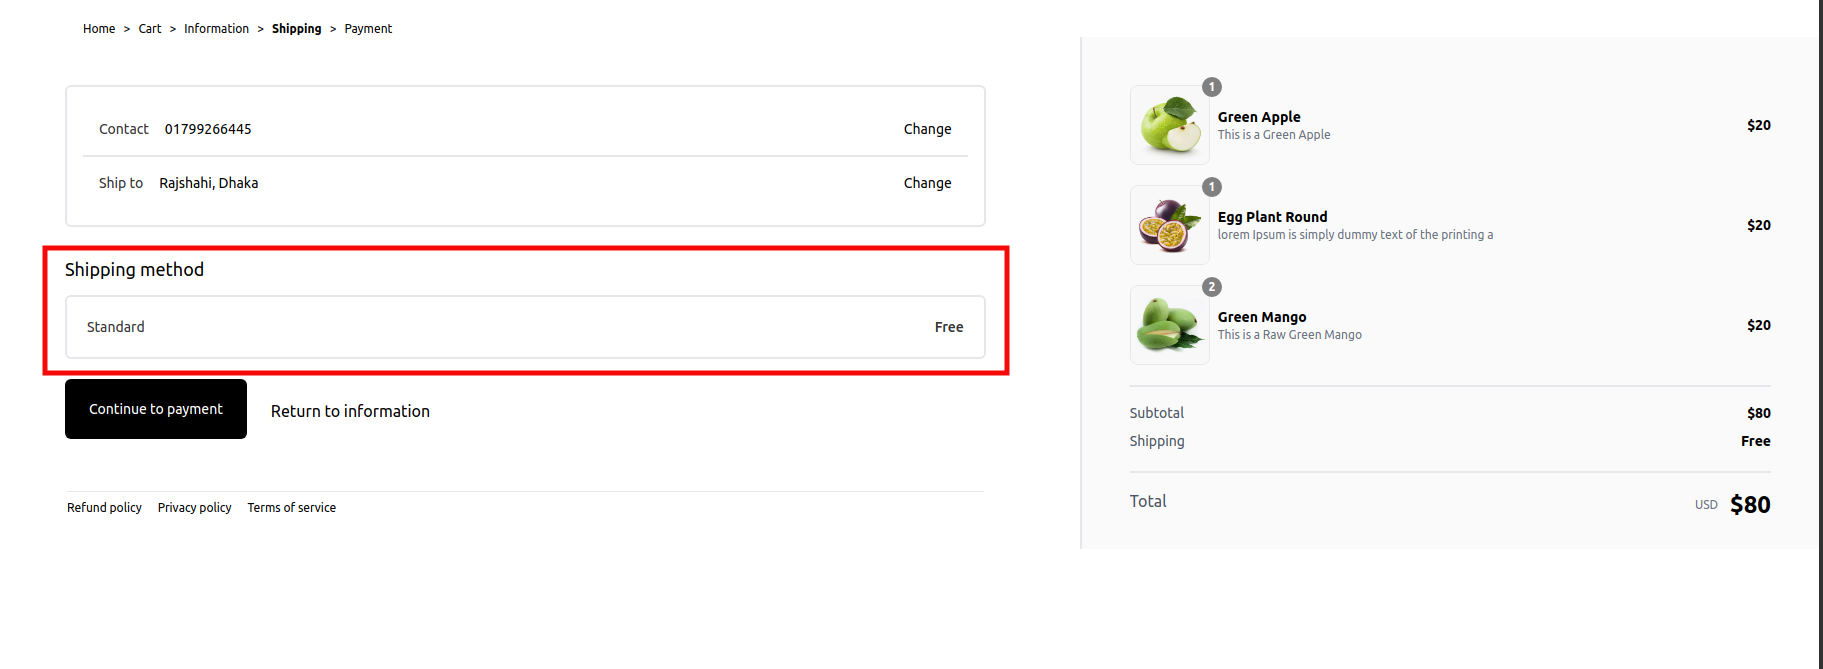 Home > Cart > Information > Shipping > Payment
Contact 01799266445 Change
Ship to Rajshahi, Dhaka Change
Shipping method
Standard Free
Continue to payment Return to information
Refund policy Privacy policy Terms of service
1
Green Apple
This is a Green Apple
$20
1
Egg Plant Round
lorem Ipsum is simply dummy text of the printing a
$20
2
Green Mango
This is a Raw Green Mango
$20
Subtotal $80
Shipping Free
Total USD $80